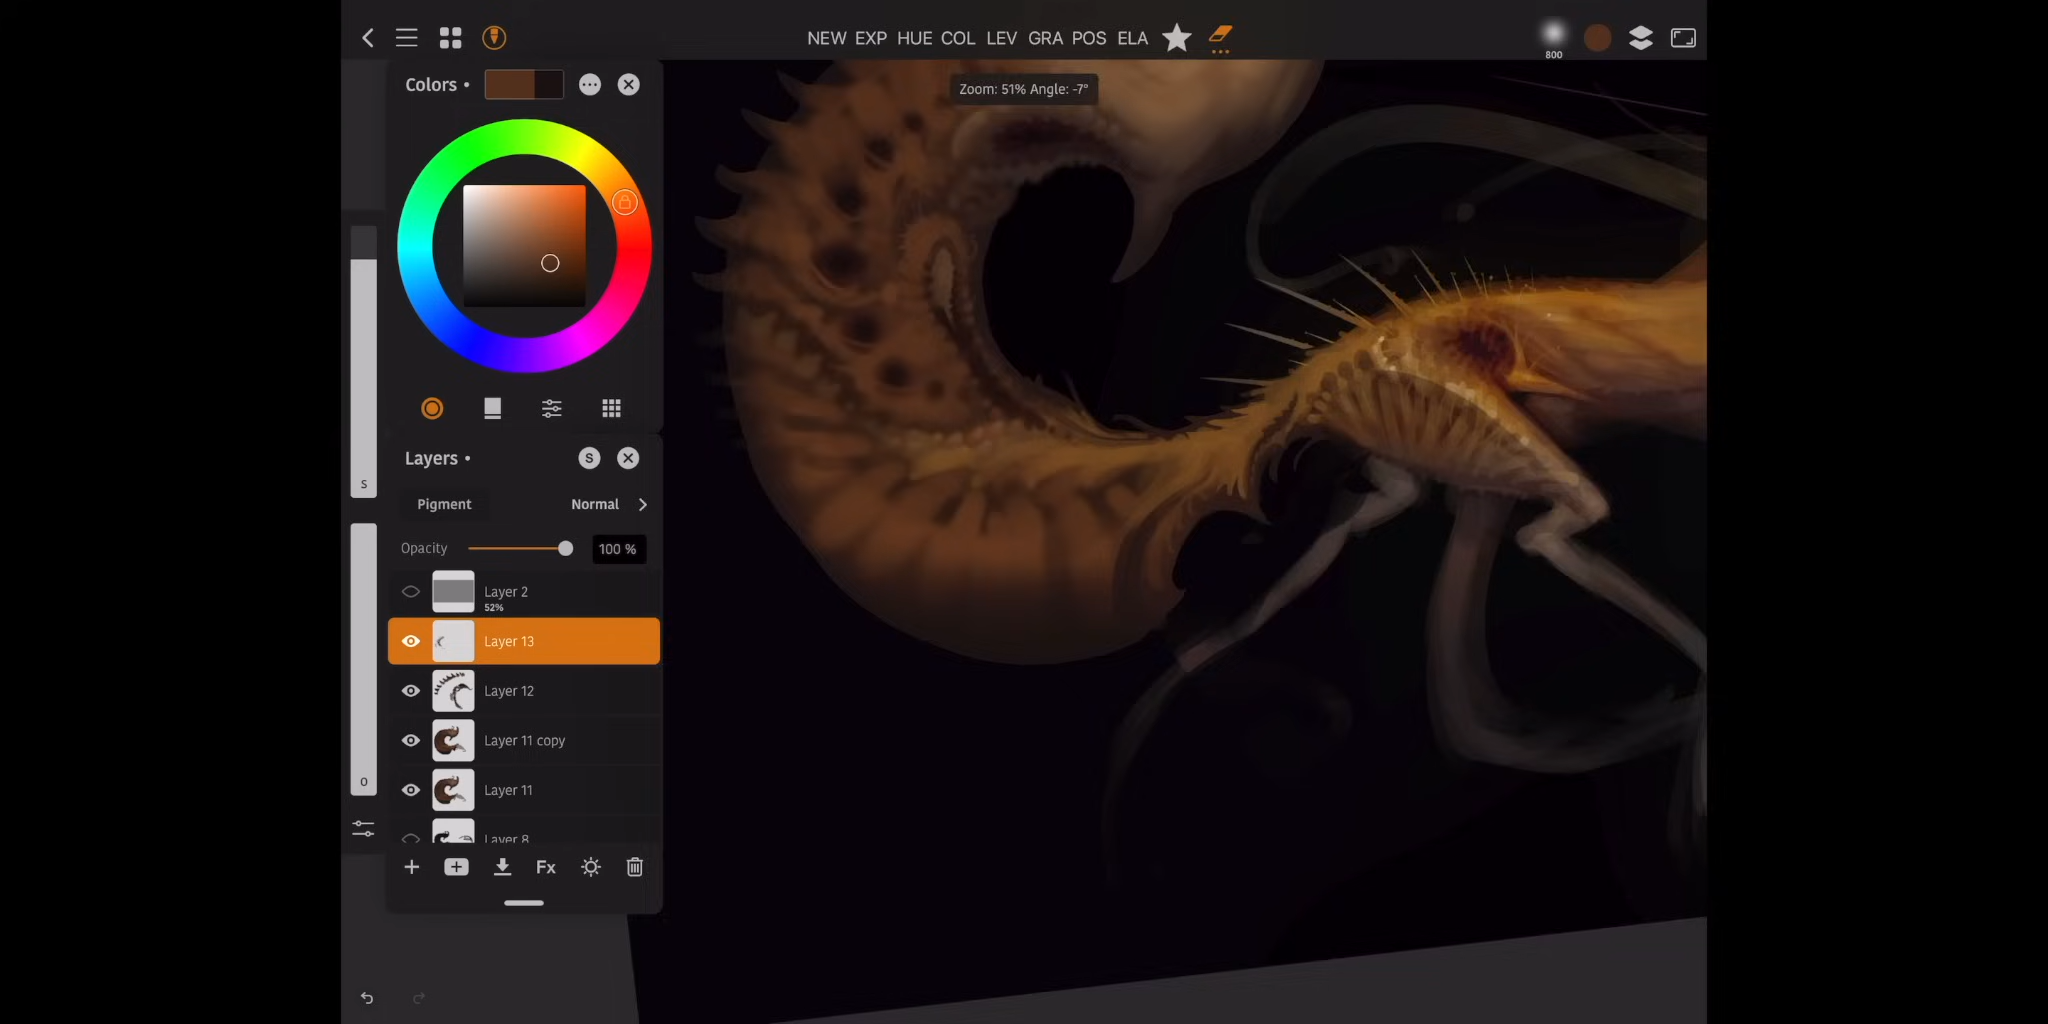 NEW EXP HUE COL LEV GRA POS ELA
800
Colors •
Zoom: 51% Angle: -7°
S
Layers •
S
Pigment
Normal
Opacity
100 %
Layer 2
52%
Layer 13
Layer 12
Layer 11 copy
O
Layer 11
Layer 8
Fx